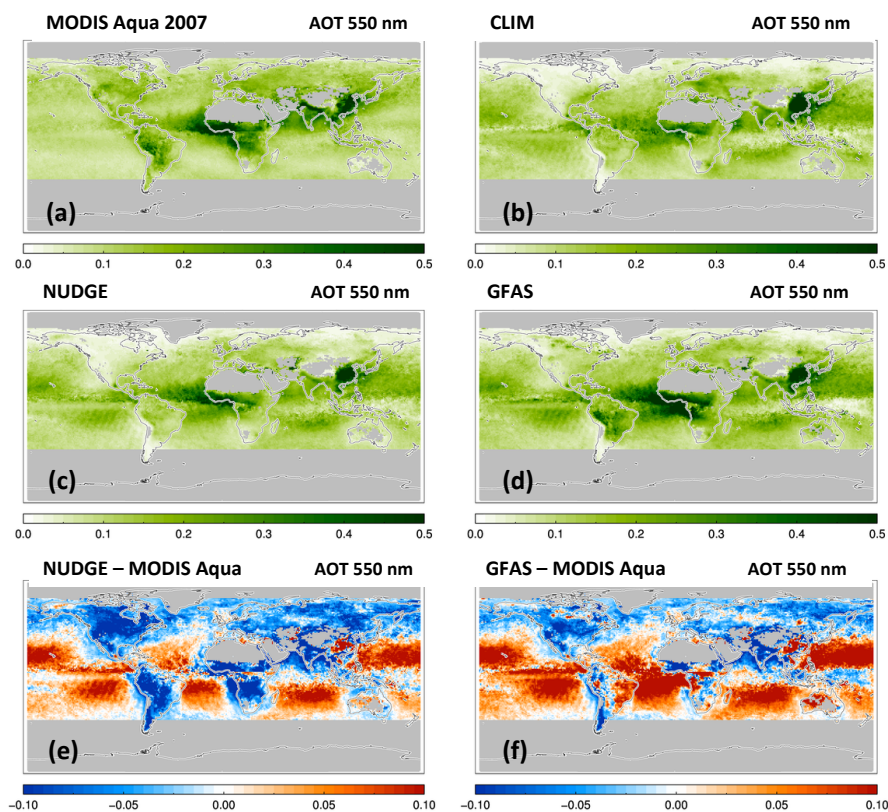 MODIS Aqua 2007 AOT 550 nm
CLIM AOT 550 nm
(a)
(b)
0.0 0.1 0.2 0.3 0.4 0.5
0.0 0.1 0.2 0.3 0.4 0.5
NUDGE AOT 550 nm
GFAS AOT 550 nm
(c)
(d)
0.0 0.1 0.2 0.3 0.4 0.5
0.0 0.1 0.2 0.3 0.4 0.5
NUDGE – MODIS Aqua AOT 550 nm
GFAS – MODIS Aqua AOT 550 nm
(e)
(f)
−0.10 −0.05 0.00 0.05 0.10
−0.10 −0.05 0.00 0.05 0.10